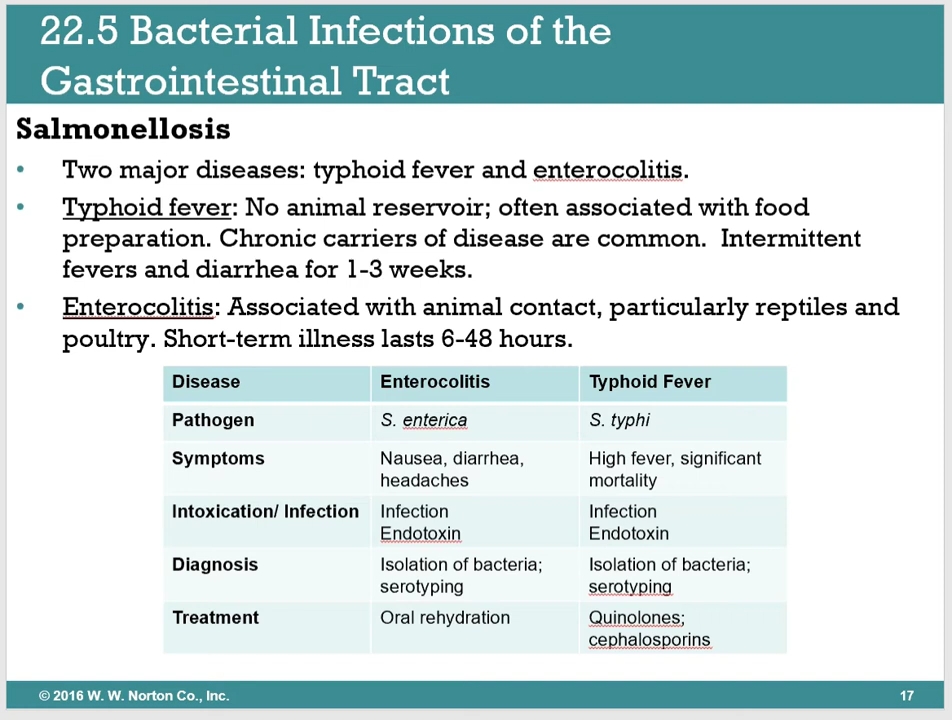 22.5 Bacterial Infections of the
Gastrointestinal Tract
Salmonellosis
• Two major diseases: typhoid fever and enterocolitis.
• Typhoid fever: No animal reservoir; often associated with food
preparation. Chronic carriers of disease are common. Intermittent
fevers and diarrhea for 1-3 weeks.
• Enterocolitis: Associated with animal contact, particularly reptiles and
poultry. Short-term illness lasts 6-48 hours.
Disease Enterocolitis Typhoid Fever
Pathogen S. enterica S. typhi
Symptoms Nausea, diarrhea, High fever, significant
headaches mortality
Intoxication/ Infection Infection Infection
Endotoxin Endotoxin
Diagnosis Isolation of bacteria; Isolation of bacteria;
serotyping serotyping
Treatment Oral rehydration Quinolones;
cephalosporins
© 2016 W. W. Norton Co., Inc. 17